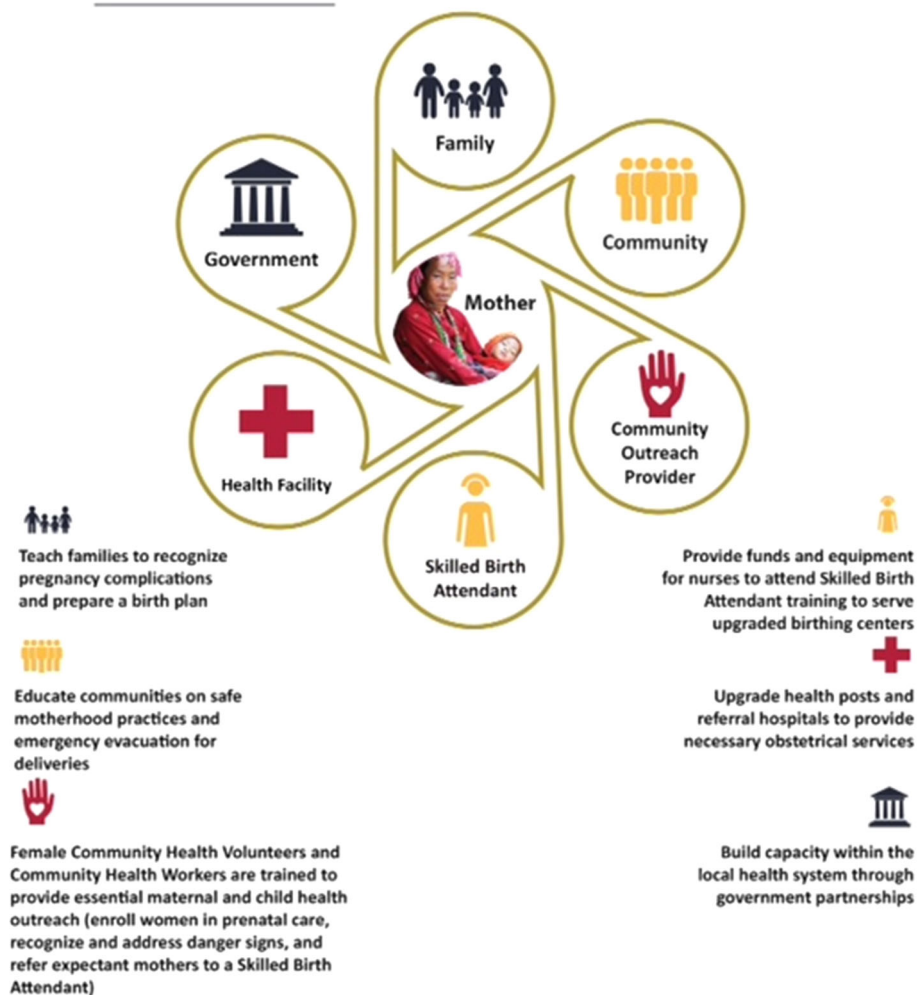 Family
Community
Government
Mother
Community
Outreach
Provider
Health Facility
Skilled Birth
Attendant
Teach families to recognize
pregnancy complications
and prepare a birth plan
Educate communities on safe
motherhood practices and
emergency evacuation for
deliveries
Female Community Health Volunteers and
Community Health Workers are trained to
provide essential maternal and child health
outreach (enroll women in prenatal care,
recognize and address danger signs, and
refer expectant mothers to a Skilled Birth
Attendant)
Provide funds and equipment
for nurses to attend Skilled Birth
Attendant training to serve
upgraded birthing centers
Upgrade health posts and
referral hospitals to provide
necessary obstetrical services
Build capacity within the
local health system through
government partnerships